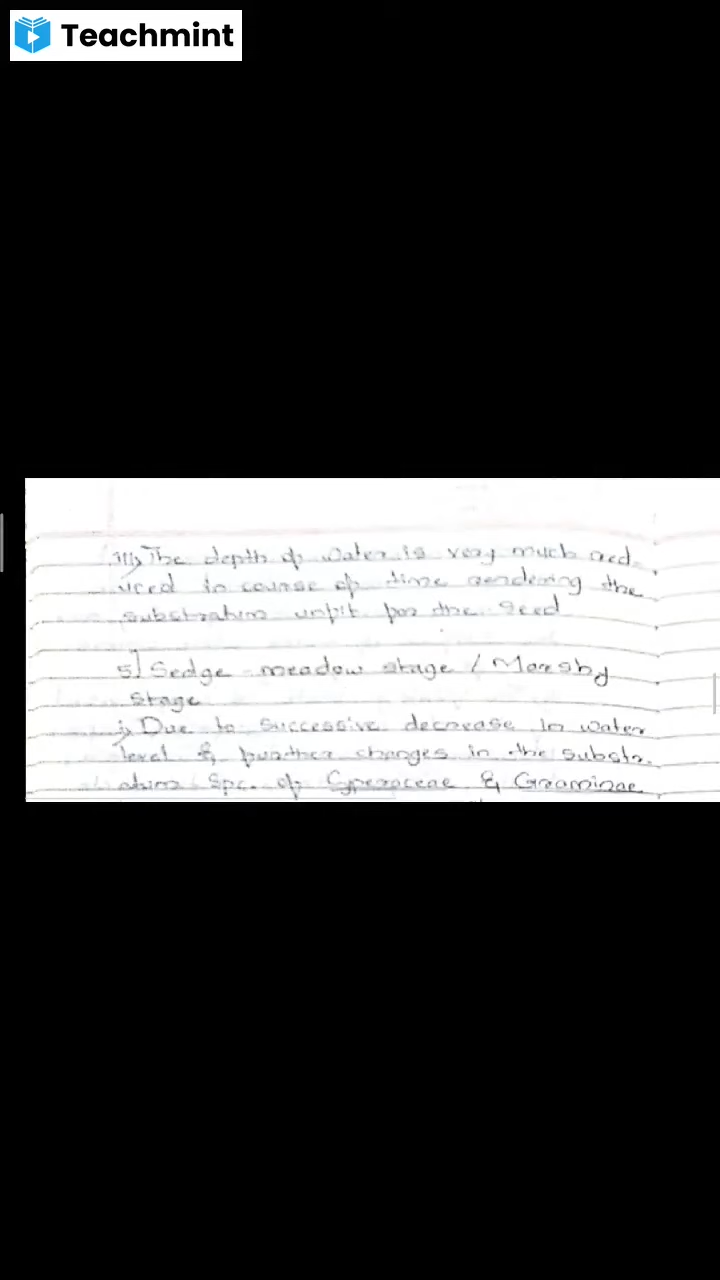 Teachmint
iii) The depth of water is very much red
uced in course of time rendering the
substratum unfit for the seed
5] Sedge meadow stage / Marshy
stage
i) Due to successive decrease in water
level & further changes in the substr.
atum Spc. of Cyperaceae & Graminae